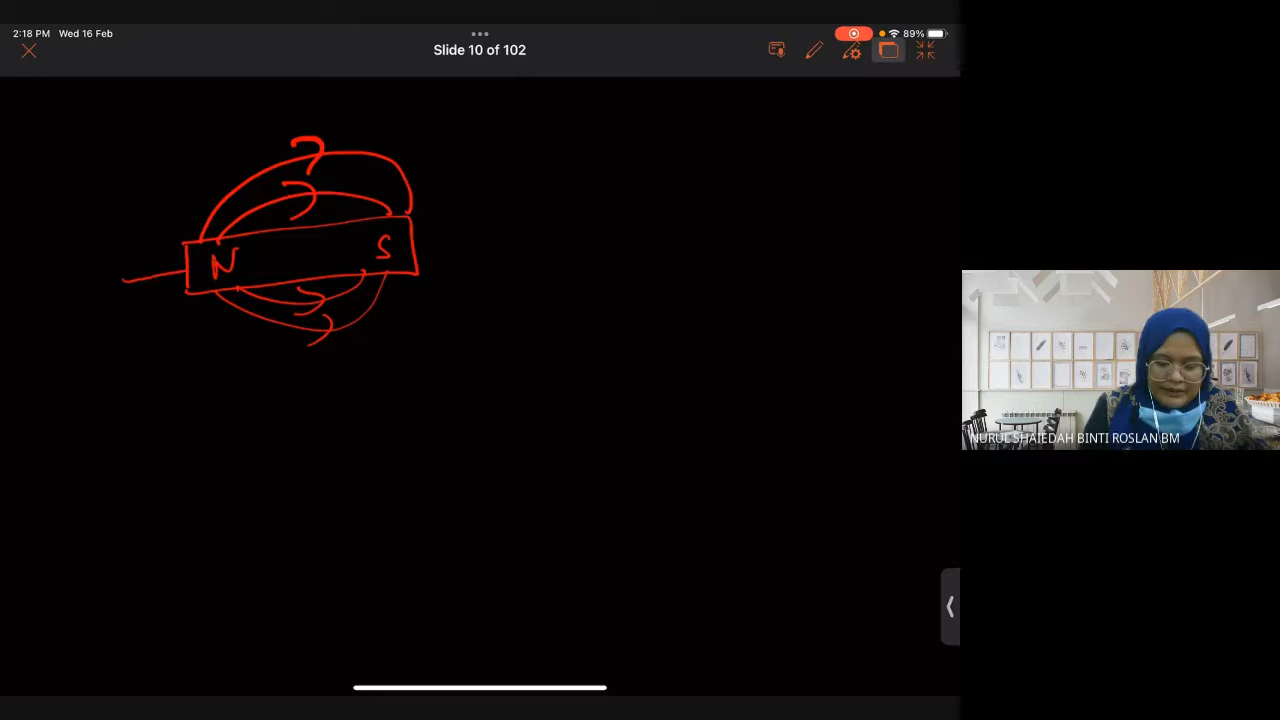 2:18 PM Wed 16 Feb
89%
Slide 10 of 102
N
S
NURUL SHAIEDAH BINTI ROSLAN BM